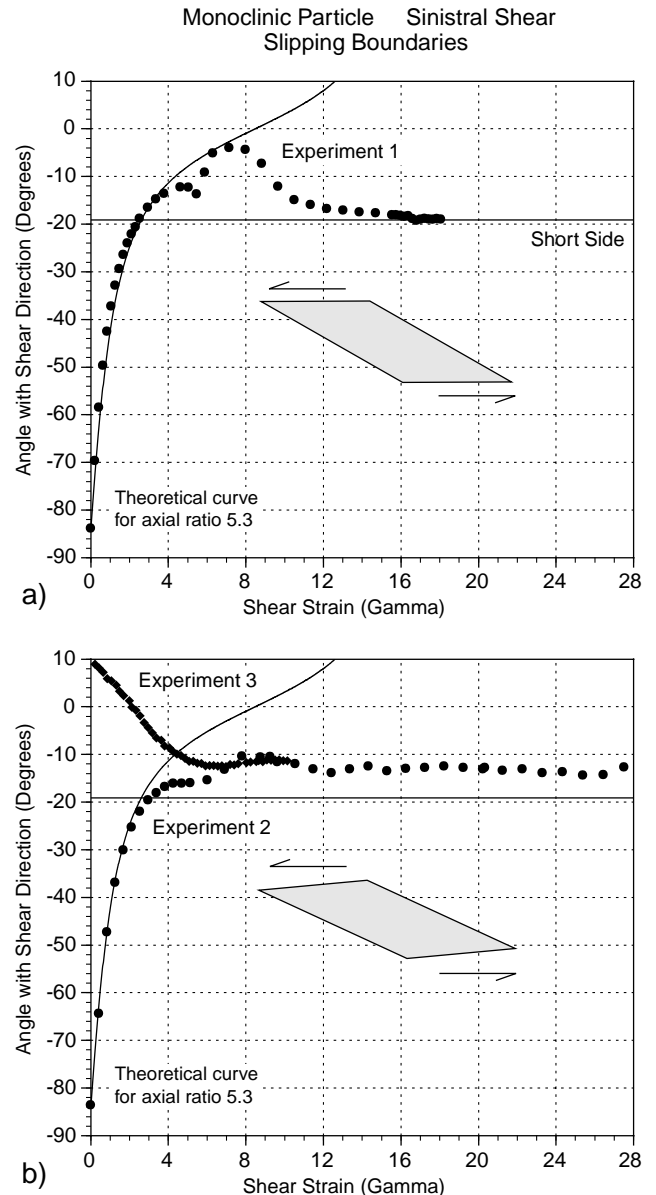 Monoclinic Particle Sinistral Shear
Slipping Boundaries
10
0
-10
-20
-30
-40
-50
-60
-70
-80
-90
Angle with Shear Direction (Degrees)
Experiment 1
Short Side
Theoretical curve
for axial ratio 5.3
0 4 8 12 16 20 24 28
Shear Strain (Gamma)
a)
10
0
-10
-20
-30
-40
-50
-60
-70
-80
-90
Angle with Shear Direction (Degrees)
Experiment 3
Experiment 2
Theoretical curve
for axial ratio 5.3
0 4 8 12 16 20 24 28
Shear Strain (Gamma)
b)